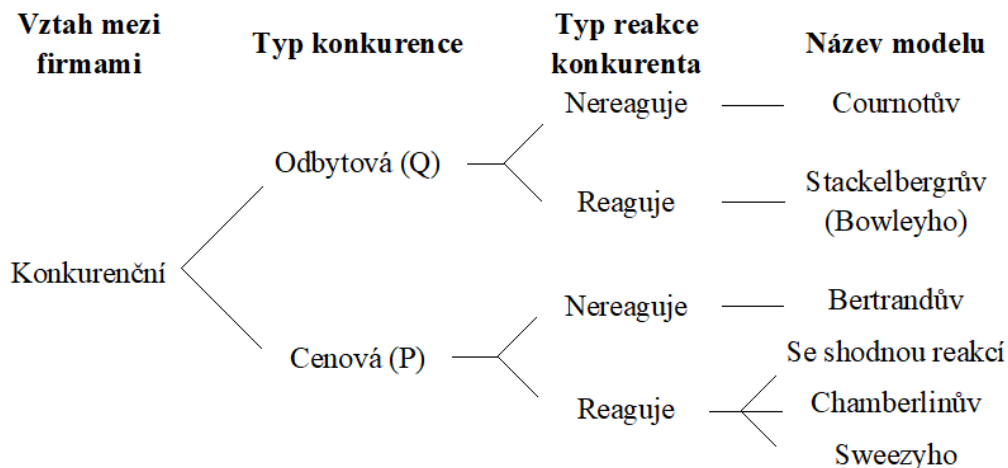 Vztah mezi
firmami
Typ konkurence
Typ reakce
konkurenta
Název modelu
Konkurenční
Odbytová (Q)
Nereaguje
Cournotův
Reaguje
Stackelbergrův
(Bowleyho)
Cenová (P)
Nereaguje
Bertrandův
Reaguje
Se shodnou reakcí
Chamberlinův
Sweezyho